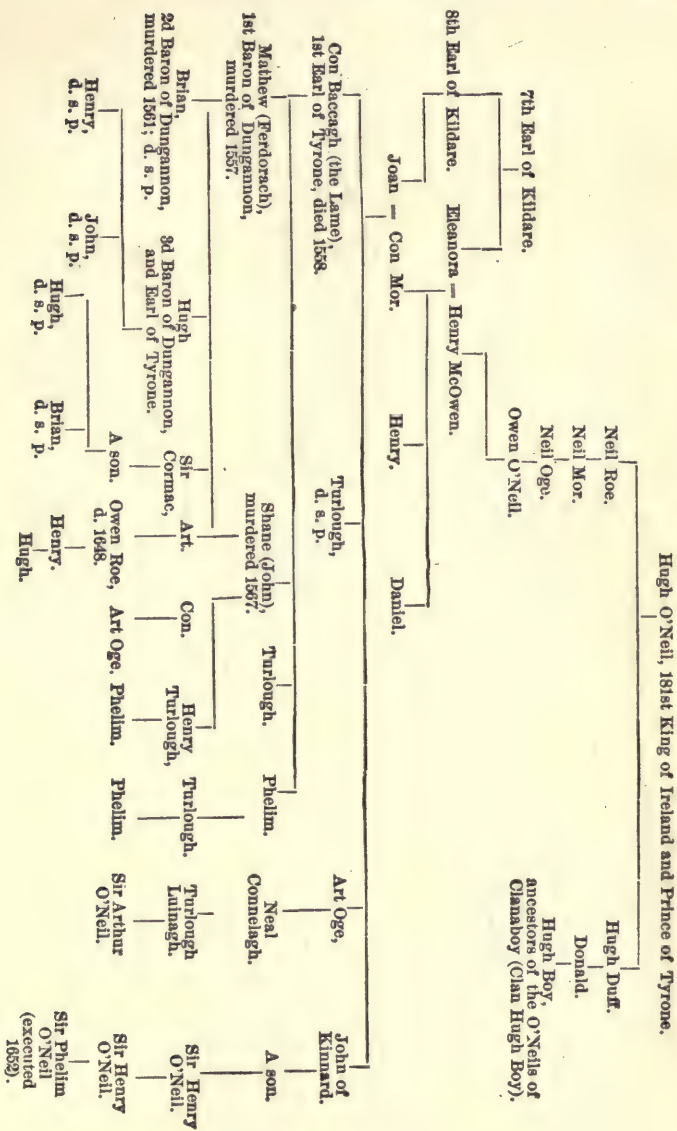 Hugh O'Neil, 181st King of Ireland and Prince of Tyrone.
Neil Roe.
Hugh Duff.
Neil Mor.
Donald.
Neil Oge.
Hugh Boy,
ancestors of the O'Neils of
Clanaboy (Clan Hugh Boy).
Owen O'Neil.
7th Earl of Kildare.
8th Earl of Kildare.
Eleanora = Henry McOwen.
Joan = Con Mor.
Henry.
Daniel.
Con Baccagh (the Lame),
1st Earl of Tyrone, died 1558.
Turlough,
d. s. p.
Art Oge,
John of
Kinnard.
Mathew (Ferdorach),
1st Baron of Dungannon,
murdered 1557.
Shane (John),
murdered 1567.
Turlough.
Phelim.
Neal
Connelagh.
A son.
Brian,
2d Baron of Dungannon,
murdered 1561; d. s. p.
Hugh
3d Baron of Dungannon,
and Earl of Tyrone.
Sir
Cormac,
Art.
Con.
Henry
Turlough,
Turlough.
Turlough
Luinagh.
Sir Henry
O'Neil.
Henry,
d. s. p.
John,
d. s. p.
Hugh,
d. s. p.
Brian,
d. s. p.
A son.
Owen Roe,
d. 1648.
Art Oge.
Phelim.
Phelim.
Sir Arthur
O'Neil.
Sir Henry
O'Neil.
Henry.
Hugh.
Sir Phelim
O'Neil
(executed
1652).